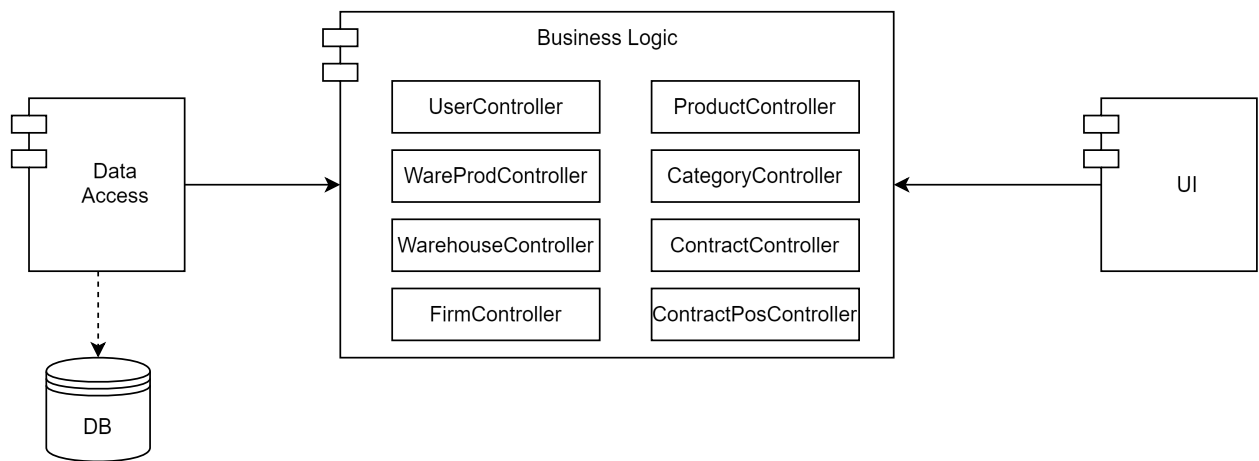 Business Logic
UserController
ProductController
Data
Access
WareProdController
CategoryController
UI
WarehouseController
ContractController
FirmController
ContractPosController
DB